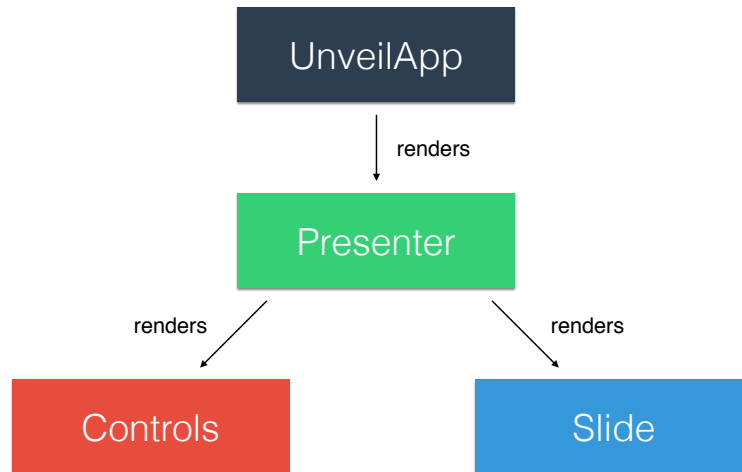 UnveilApp
renders
Presenter
renders
renders
Controls
Slide